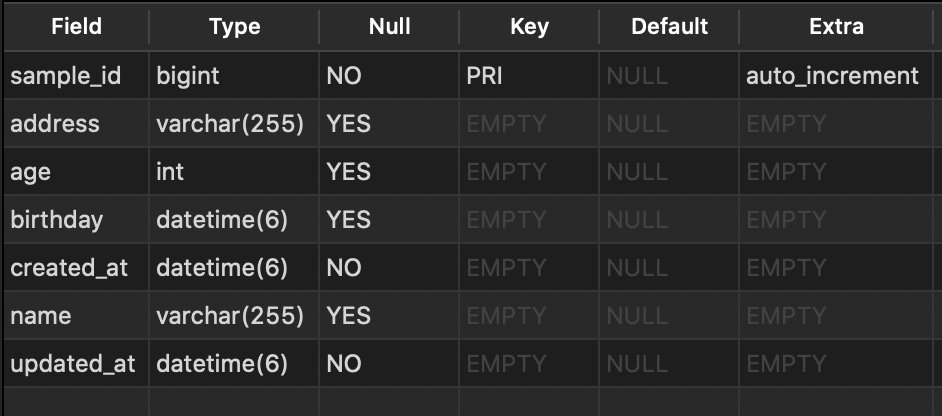 Field Type Null Key Default Extra
sample_id bigint NO PRI NULL auto_increment
address varchar(255) YES EMPTY NULL EMPTY
age int YES EMPTY NULL EMPTY
birthday datetime(6) YES EMPTY NULL EMPTY
created_at datetime(6) NO EMPTY NULL EMPTY
name varchar(255) YES EMPTY NULL EMPTY
updated_at datetime(6) NO EMPTY NULL EMPTY